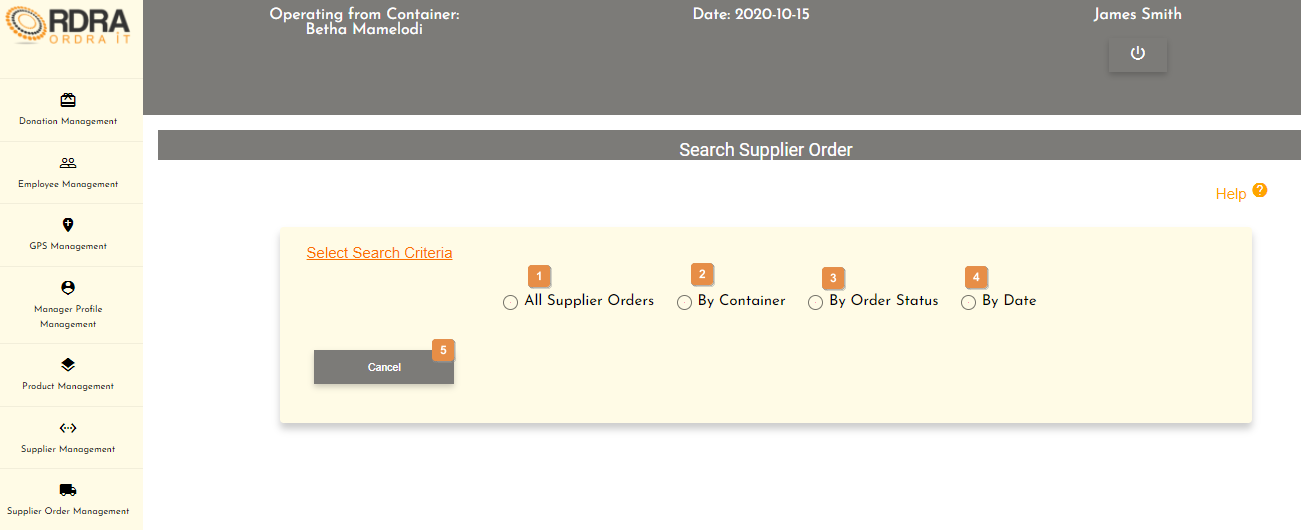 RDRA
ORDRA IT
Operating from Container:
Betha Mamelodi
Date: 2020-10-15
James Smith
Donation Management
Employee Management
GPS Management
Manager Profile
Management
Product Management
Supplier Management
Supplier Order Management
Search Supplier Order
Help ?
Select Search Criteria
1 2 3 4
All Supplier Orders By Container By Order Status By Date
5
Cancel